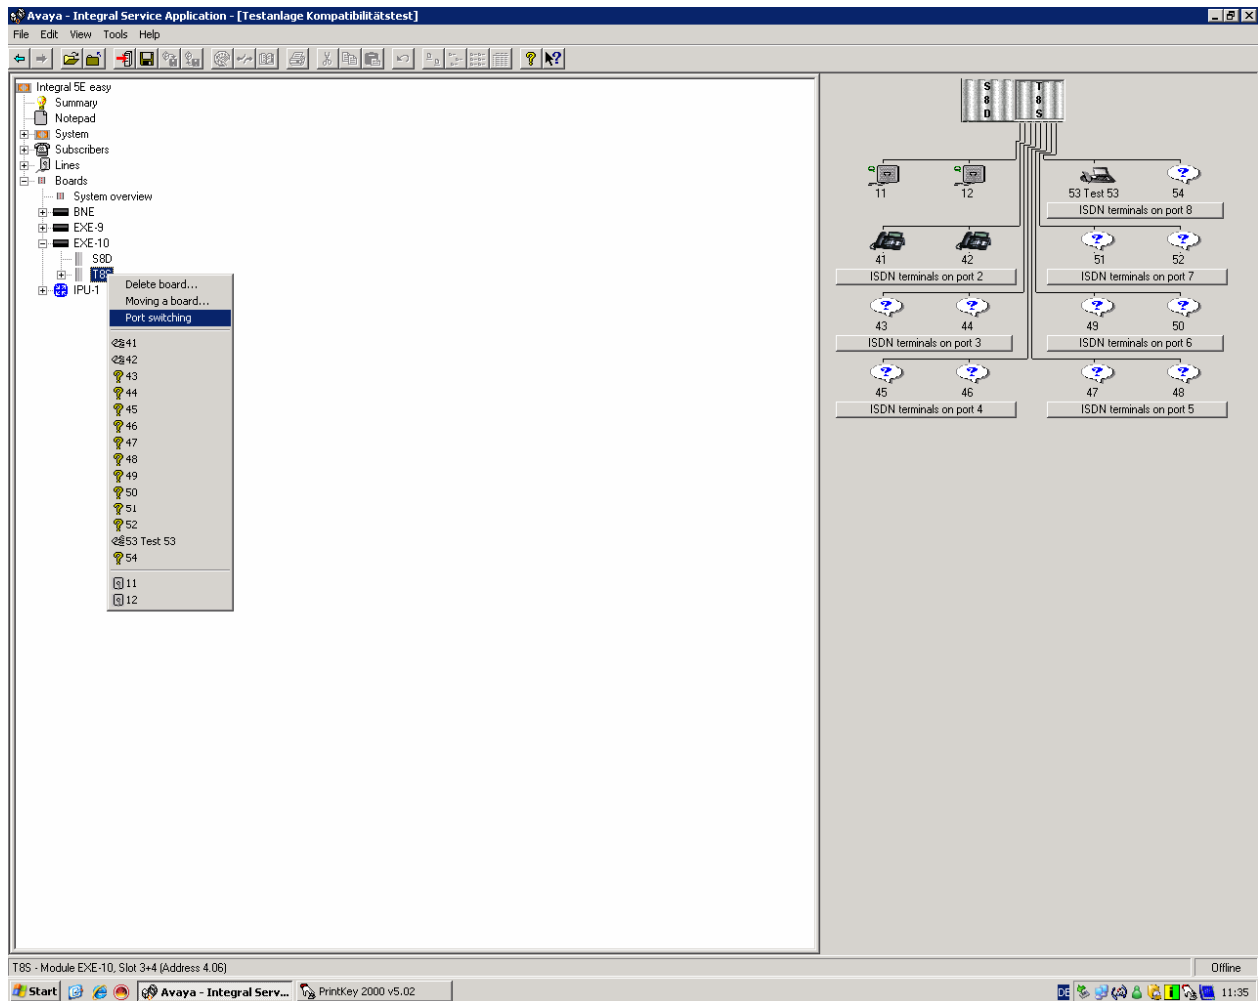 Avaya - Integral Service Application - [Testanlage Kompatibilitätstest]
File Edit View Tools Help
Integral 5E easy
Summary
Notepad
System
Subscribers
Lines
Boards
System overview
BNE
EXE-9
EXE-10
S8D
T8S
IPU-1
Delete board...
Moving a board...
Port switching
41
42
43
44
45
46
47
48
49
50
51
52
53 Test 53
54
11
12
S8D T8S
11 12 53 Test 53 54
ISDN terminals on port 8
41 42 51 52
ISDN terminals on port 2 ISDN terminals on port 7
43 44 49 50
ISDN terminals on port 3 ISDN terminals on port 6
45 46 47 48
ISDN terminals on port 4 ISDN terminals on port 5
T8S - Module EXE-10, Slot 3+4 (Address 4.06) Offline
Start Avaya - Integral Serv... PrintKey 2000 v5.02 DE 11:35